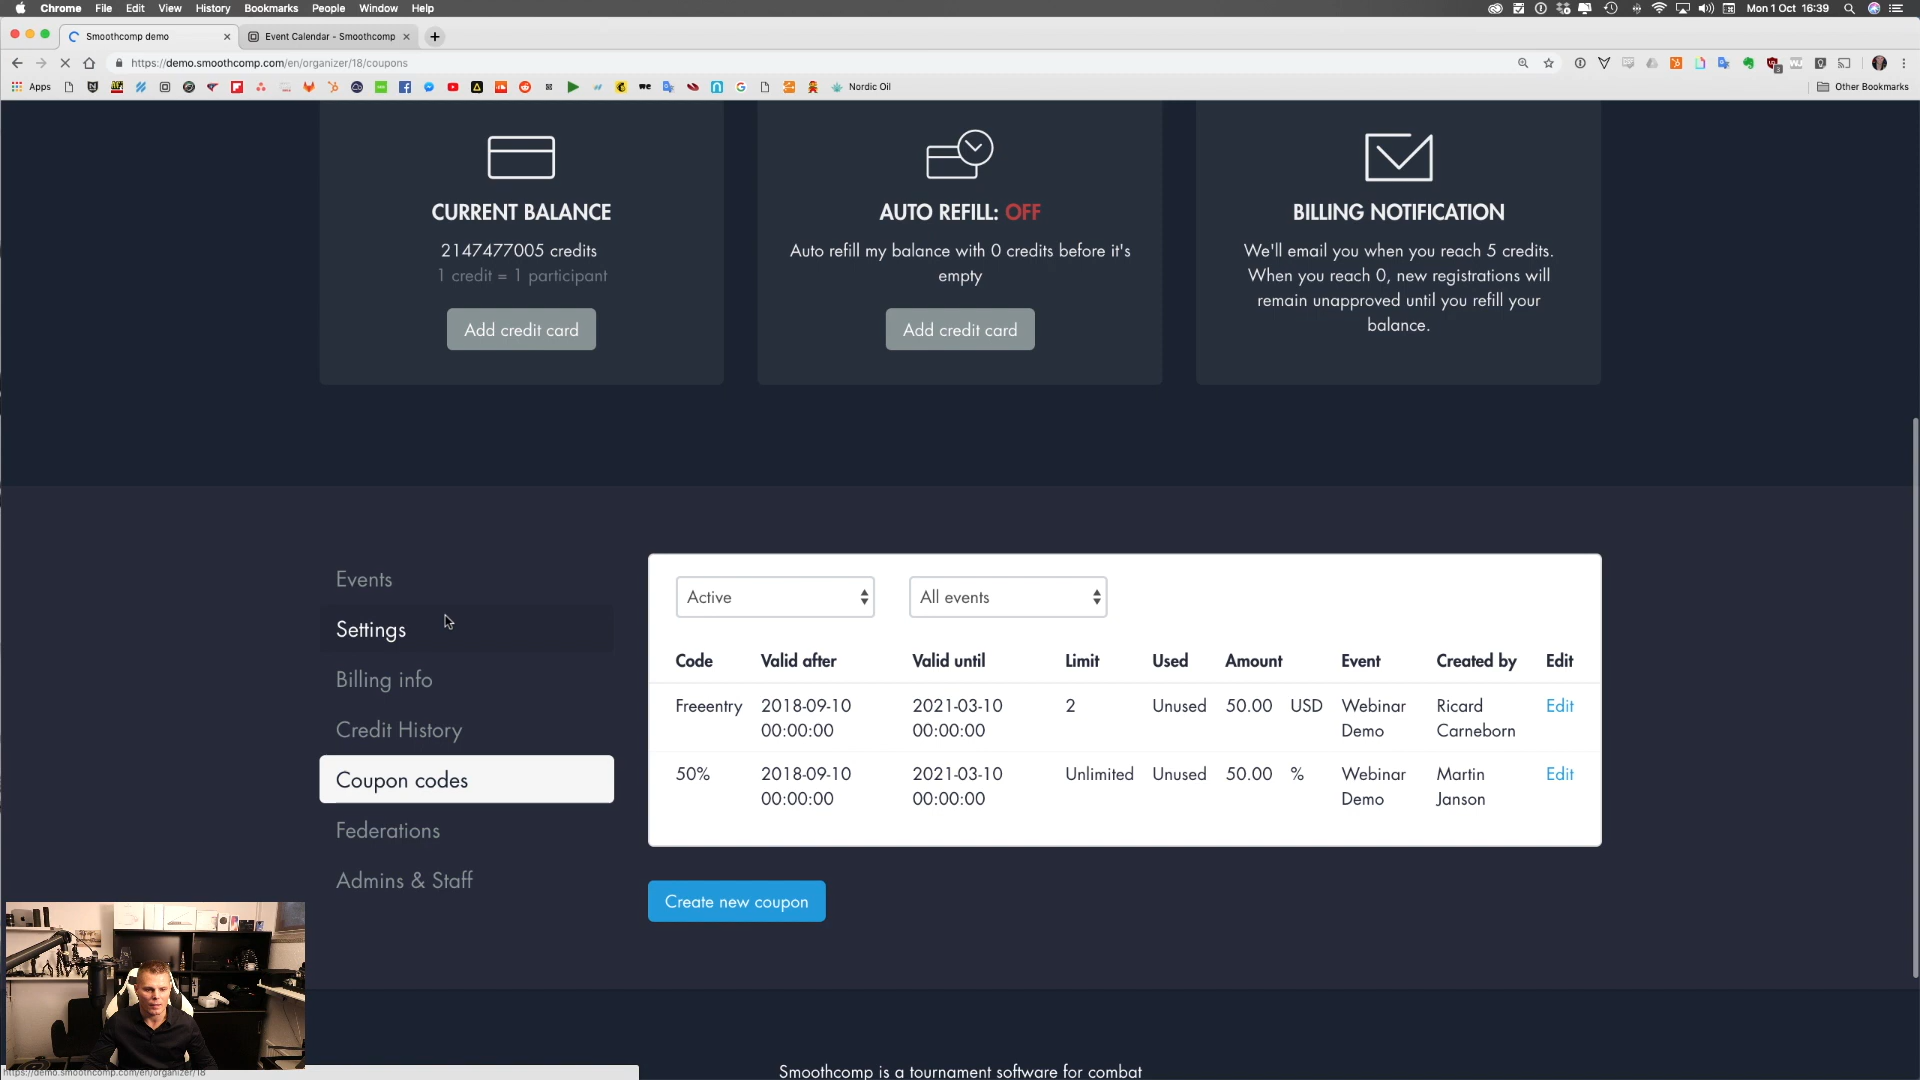 Chrome File Edit View History Bookmarks People Window Help
Mon 1 Oct 16:39
Smoothcomp demo
Event Calendar - Smoothcomp
https://demo.smoothcomp.com/en/organizer/18/coupons
Apps
Nordic Oil
Other Bookmarks
CURRENT BALANCE
2147477005 credits
1 credit = 1 participant
Add credit card
AUTO REFILL: OFF
Auto refill my balance with 0 credits before it's
empty
Add credit card
BILLING NOTIFICATION
We'll email you when you reach 5 credits.
When you reach 0, new registrations will
remain unapproved until you refill your
balance.
Events
Settings
Billing info
Credit History
Coupon codes
Federations
Admins & Staff
Active
All events
Code Valid after Valid until Limit Used Amount Event Created by Edit
Freeentry 2018-09-10 2021-03-10 2 Unused 50.00 USD Webinar Ricard Edit
00:00:00 00:00:00 Demo Carneborn
50% 2018-09-10 2021-03-10 Unlimited Unused 50.00 % Webinar Martin Edit
00:00:00 00:00:00 Demo Janson
Create new coupon
Smoothcomp is a tournament software for combat
https://demo.smoothcomp.com/en/organizer/18